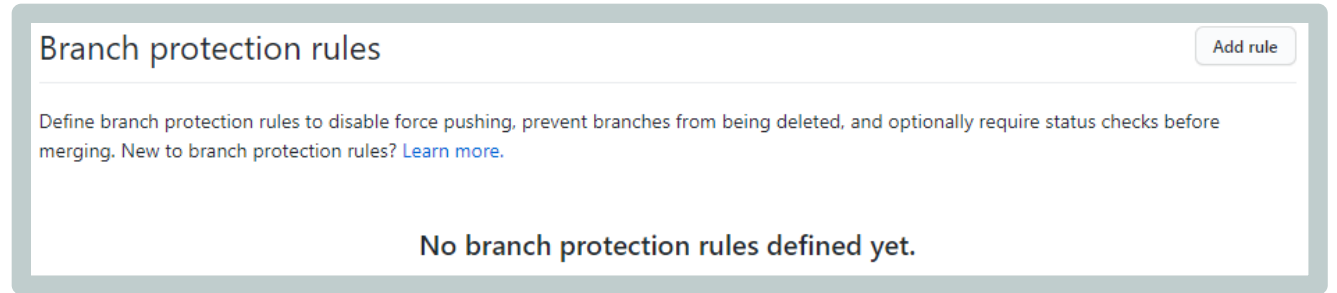 Branch protection rules
Add rule
Define branch protection rules to disable force pushing, prevent branches from being deleted, and optionally require status checks before
merging. New to branch protection rules? Learn more.
No branch protection rules defined yet.